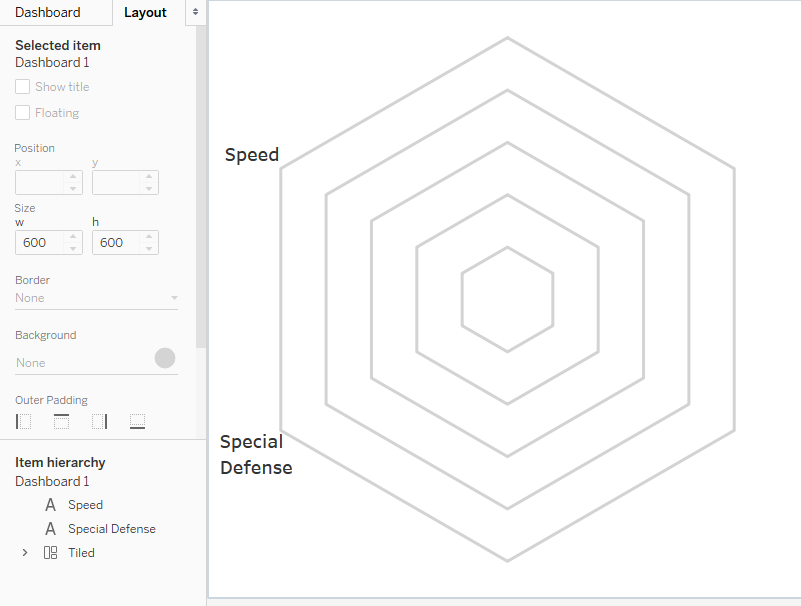 Dashboard Layout
Selected item
Dashboard 1
Show title
Floating
Position
x y
Size
w h
600 600
Border
None
Background
None
Outer Padding
Item hierarchy
Dashboard 1
A Speed
A Special Defense
Tiled
Speed
Special
Defense